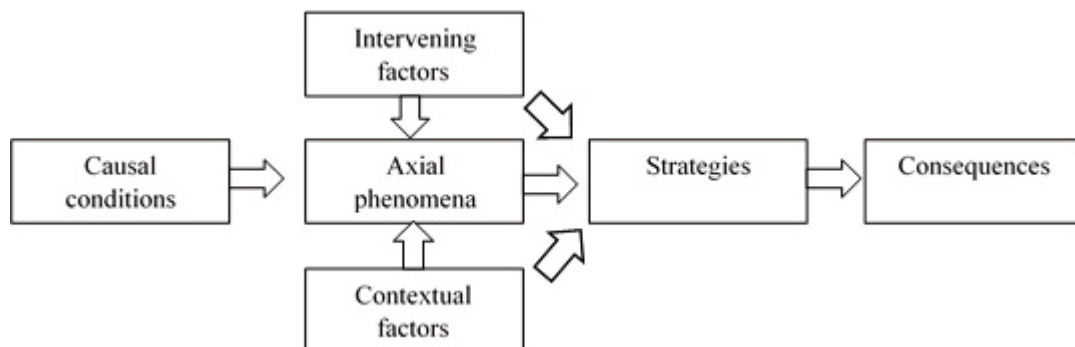 Intervening
factors
Causal
conditions
Axial
phenomena
Strategies
Consequences
Contextual
factors